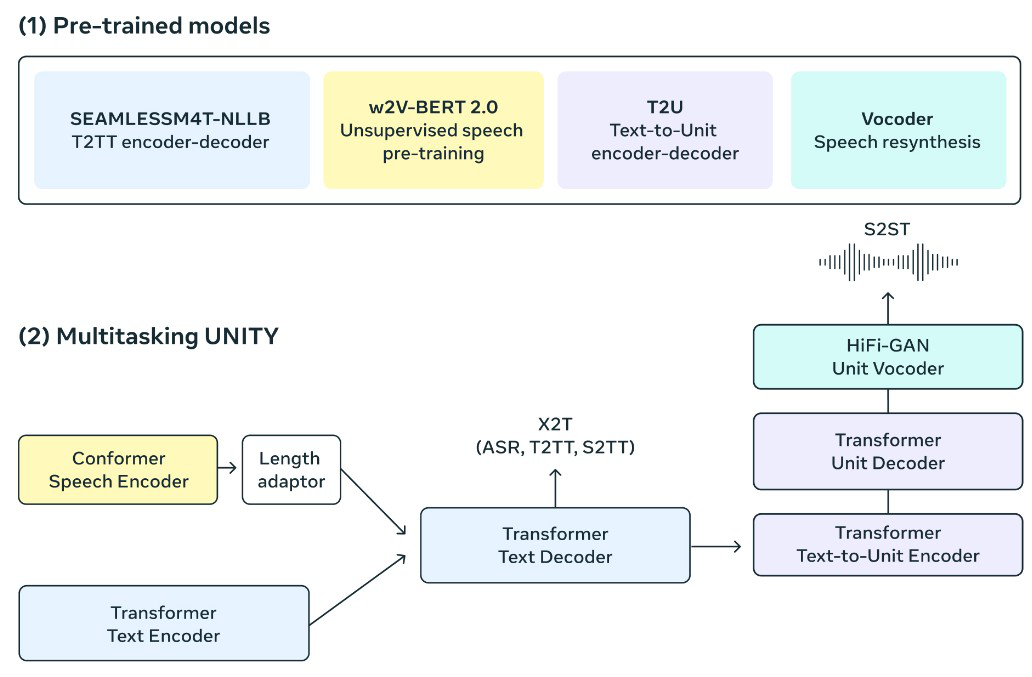 (1) Pre-trained models
SEAMLESSM4T-NLLB
T2TT encoder-decoder
w2V-BERT 2.0
Unsupervised speech
pre-training
T2U
Text-to-Unit
encoder-decoder
Vocoder
Speech resynthesis
S2ST
(2) Multitasking UNITY
HiFi-GAN
Unit Vocoder
Transformer
Unit Decoder
Transformer
Text-to-Unit Encoder
X2T
(ASR, T2TT, S2TT)
Conformer
Speech Encoder
Length
adaptor
Transformer
Text Decoder
Transformer
Text Encoder